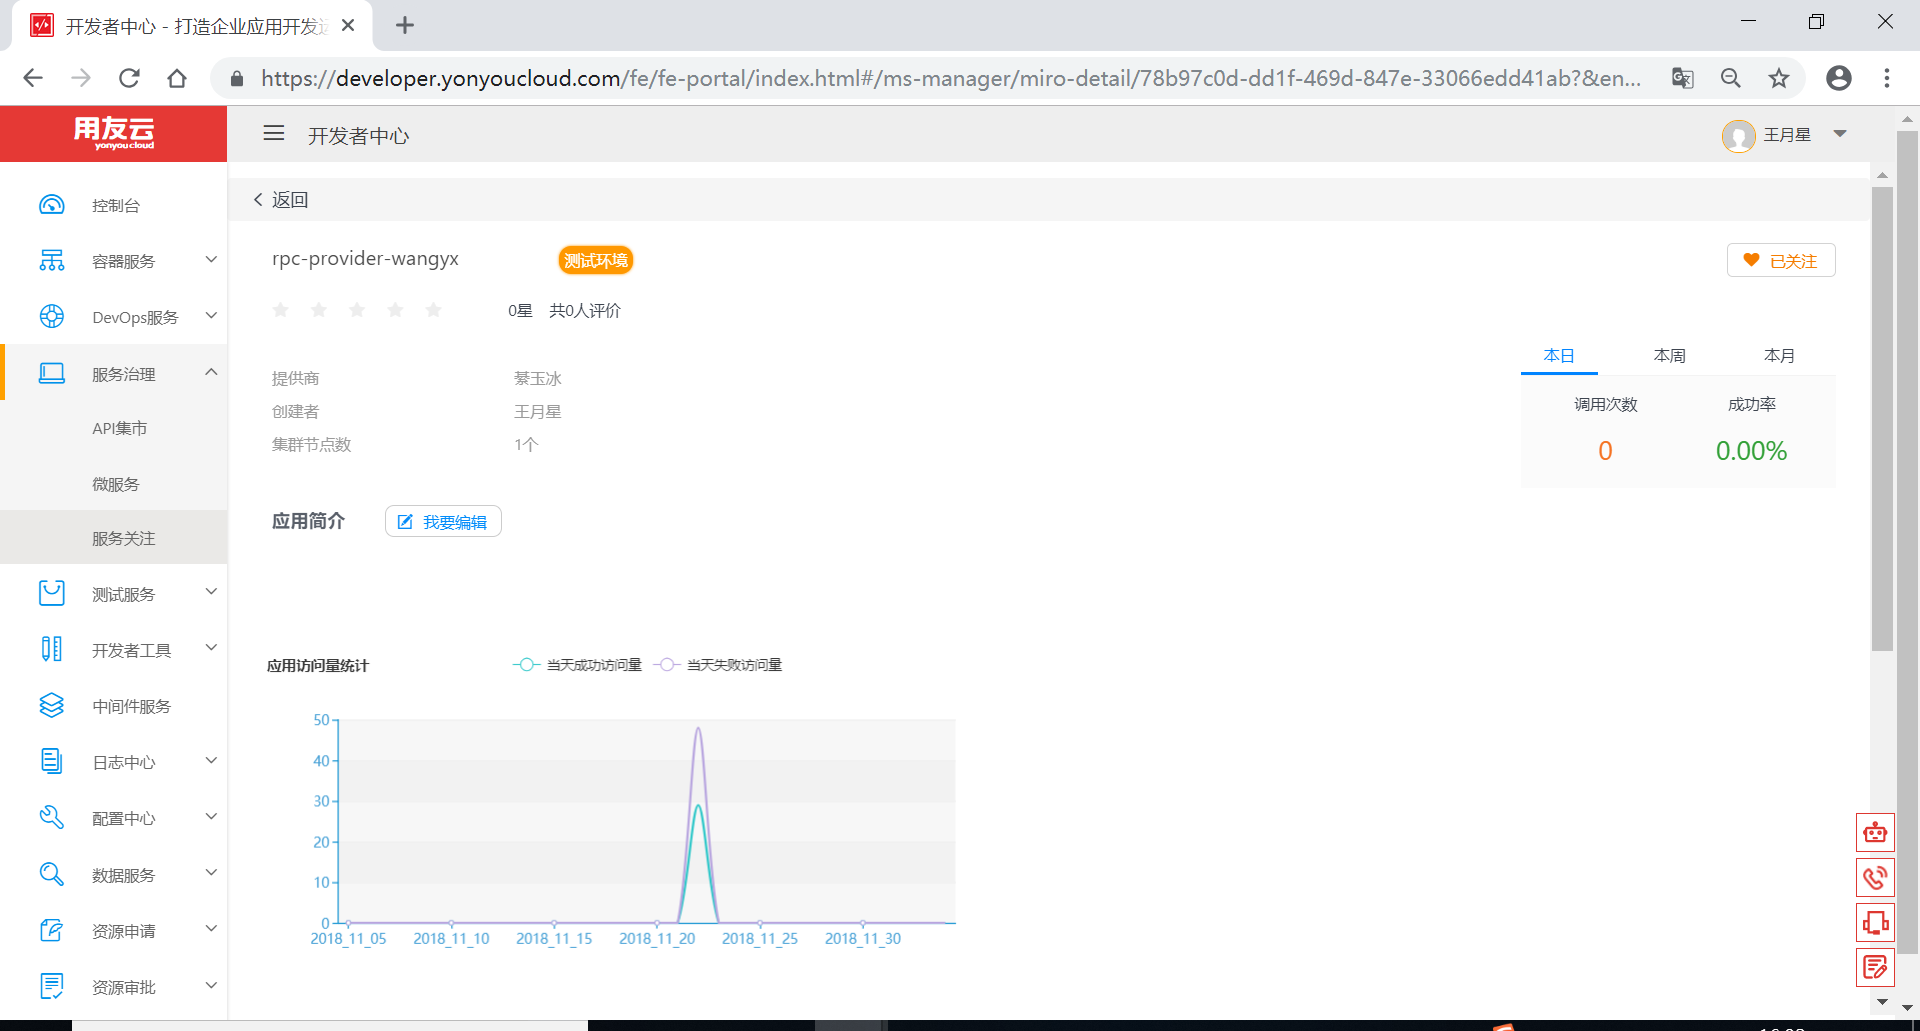 开发者中心 - 打造企业应用开发
https://developer.yonyoucloud.com/fe/fe-portal/index.html#/ms-manager/miro-detail/78b97c0d-dd1f-469d-847e-33066edd41ab?&en...
用友云
yonyou cloud
开发者中心
王月星
控制台
容器服务
DevOps服务
服务治理
API集市
微服务
服务关注
测试服务
开发者工具
中间件服务
日志中心
配置中心
数据服务
资源申请
资源审批
返回
rpc-provider-wangyx
测试环境
已关注
0星 共0人评价
本日 本周 本月
提供商 綦玉冰
创建者 王月星
集群节点数 1个
调用次数 成功率
0 0.00%
应用简介 我要编辑
应用访问量统计 当天成功访问量 当天失败访问量
50
40
30
20
10
0
2018_11_05 2018_11_10 2018_11_15 2018_11_20 2018_11_25 2018_11_30